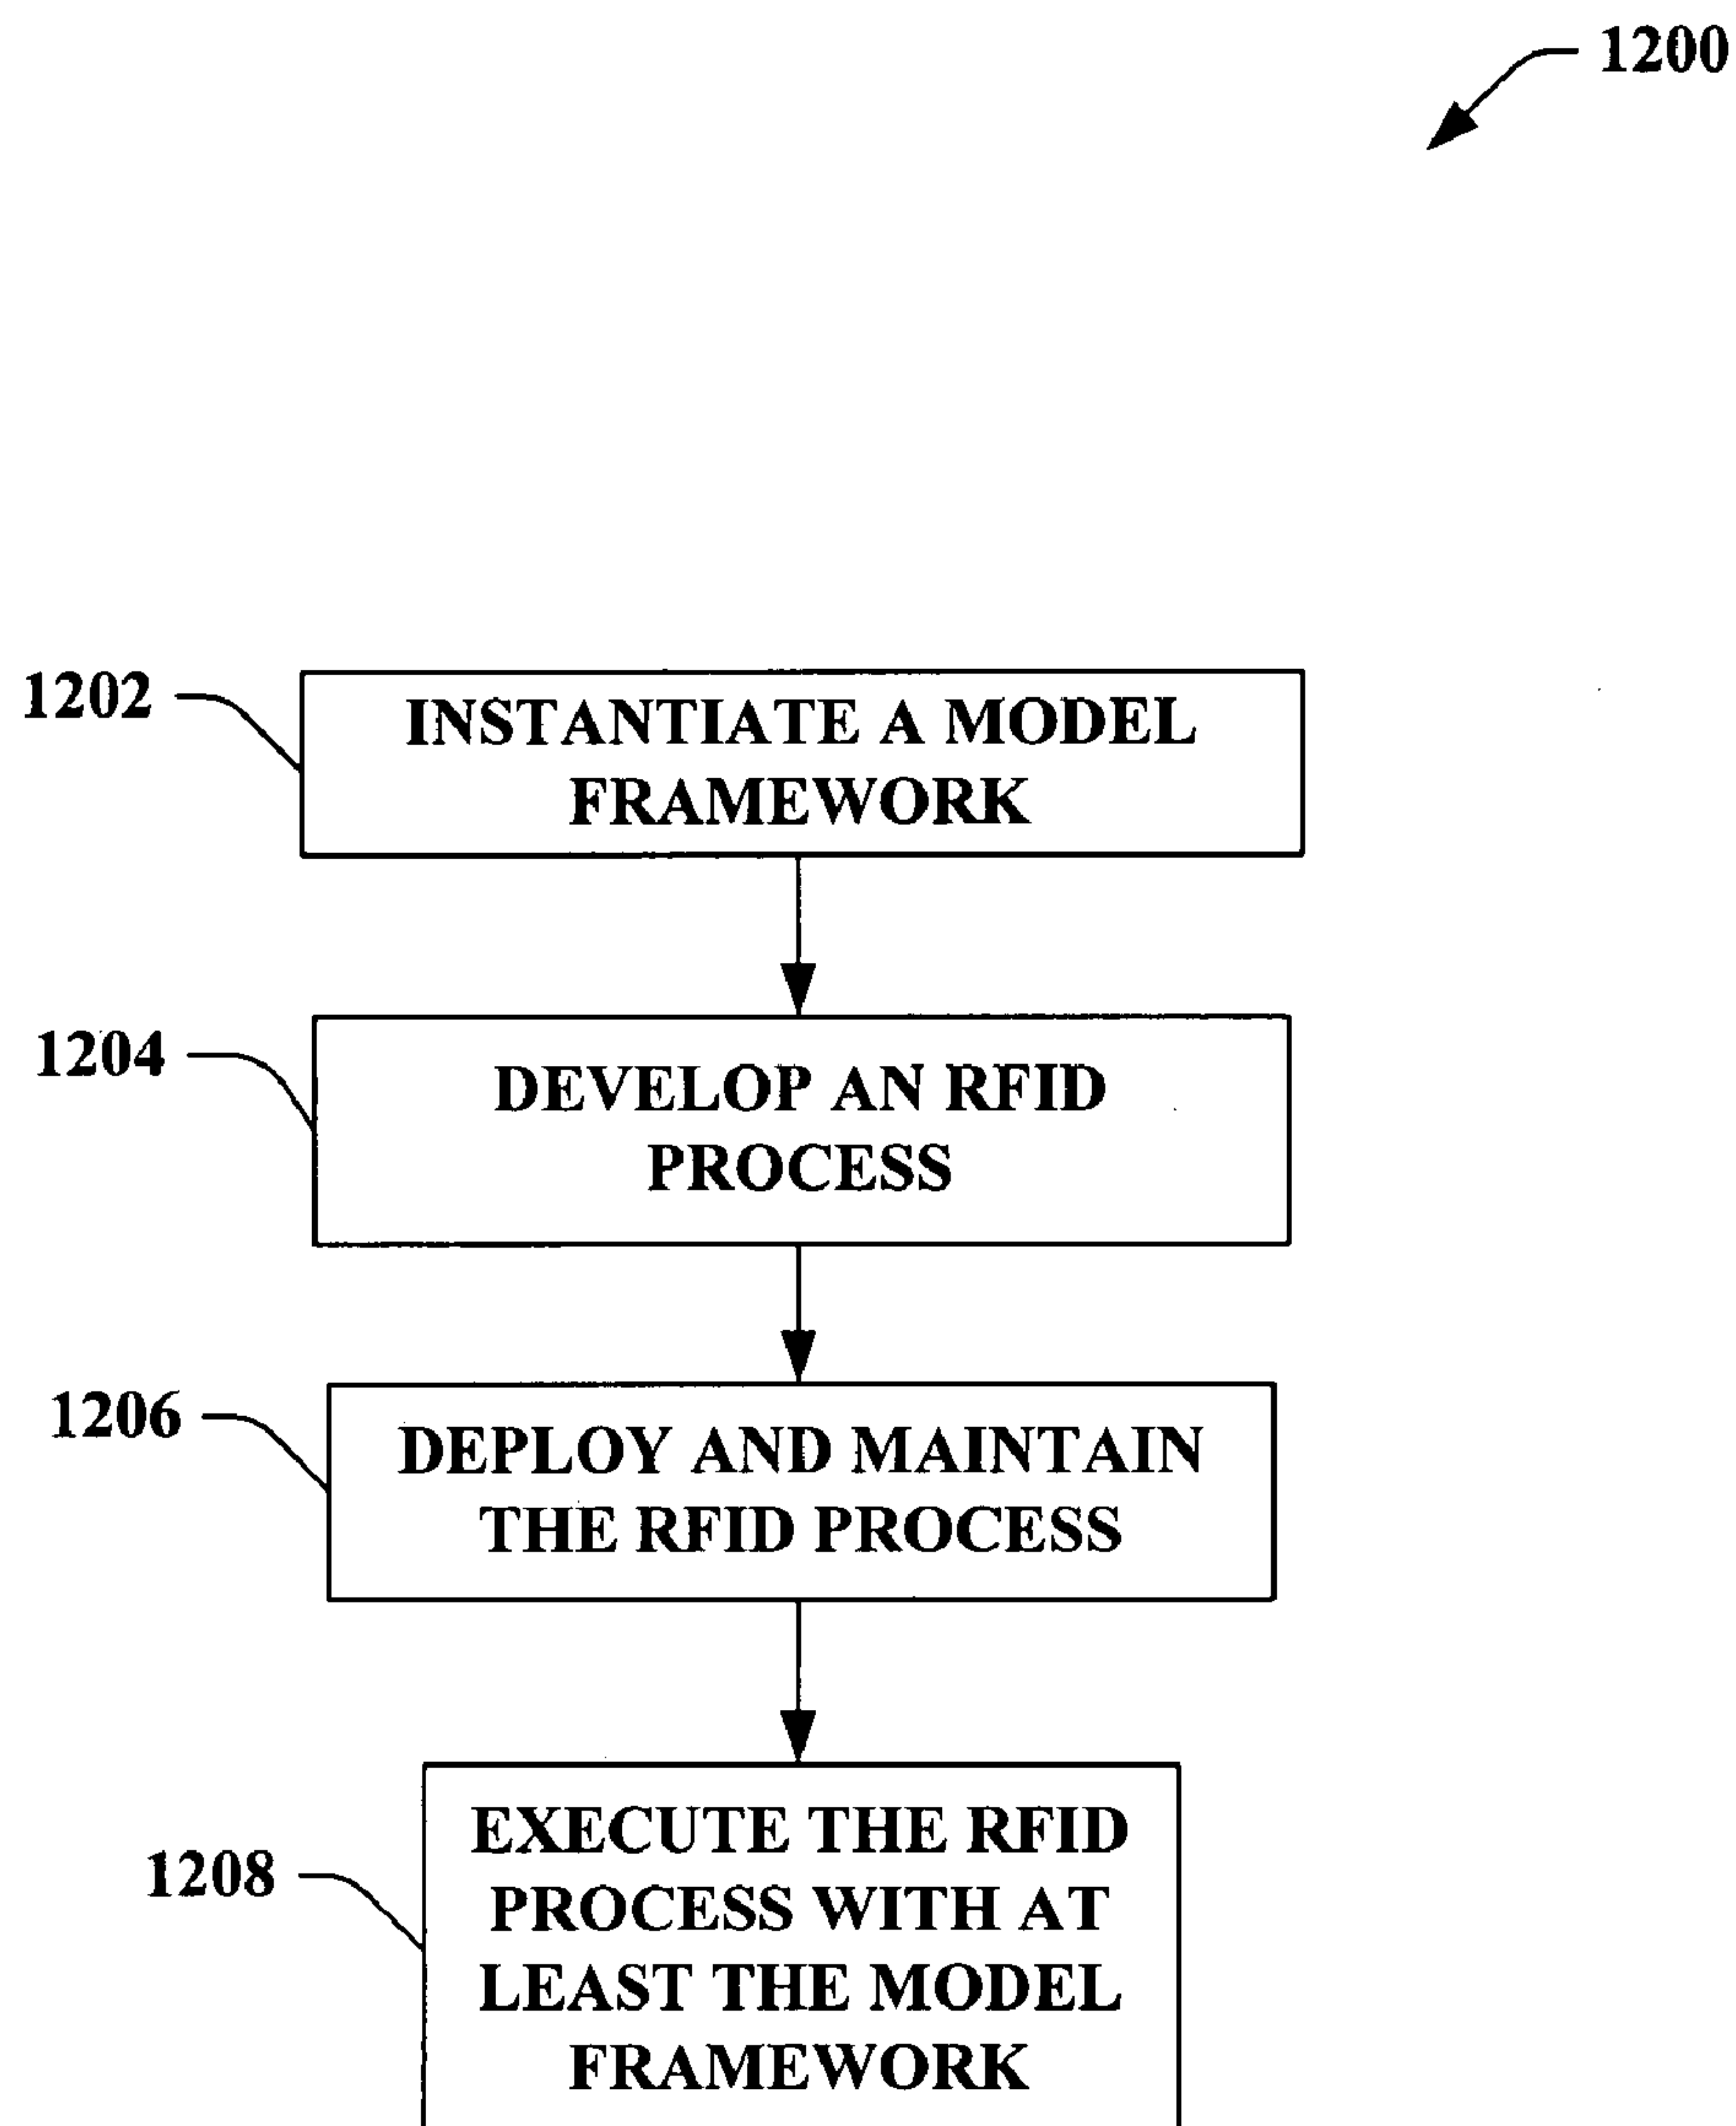 1200
1202
INSTANTIATE A MODEL
FRAMEWORK
1204
DEVELOP AN RFID
PROCESS
1206
DEPLOY AND MAINTAIN
THE RFID PROCESS
1208
EXECUTE THE RFID
PROCESS WITH AT
LEAST THE MODEL
FRAMEWORK